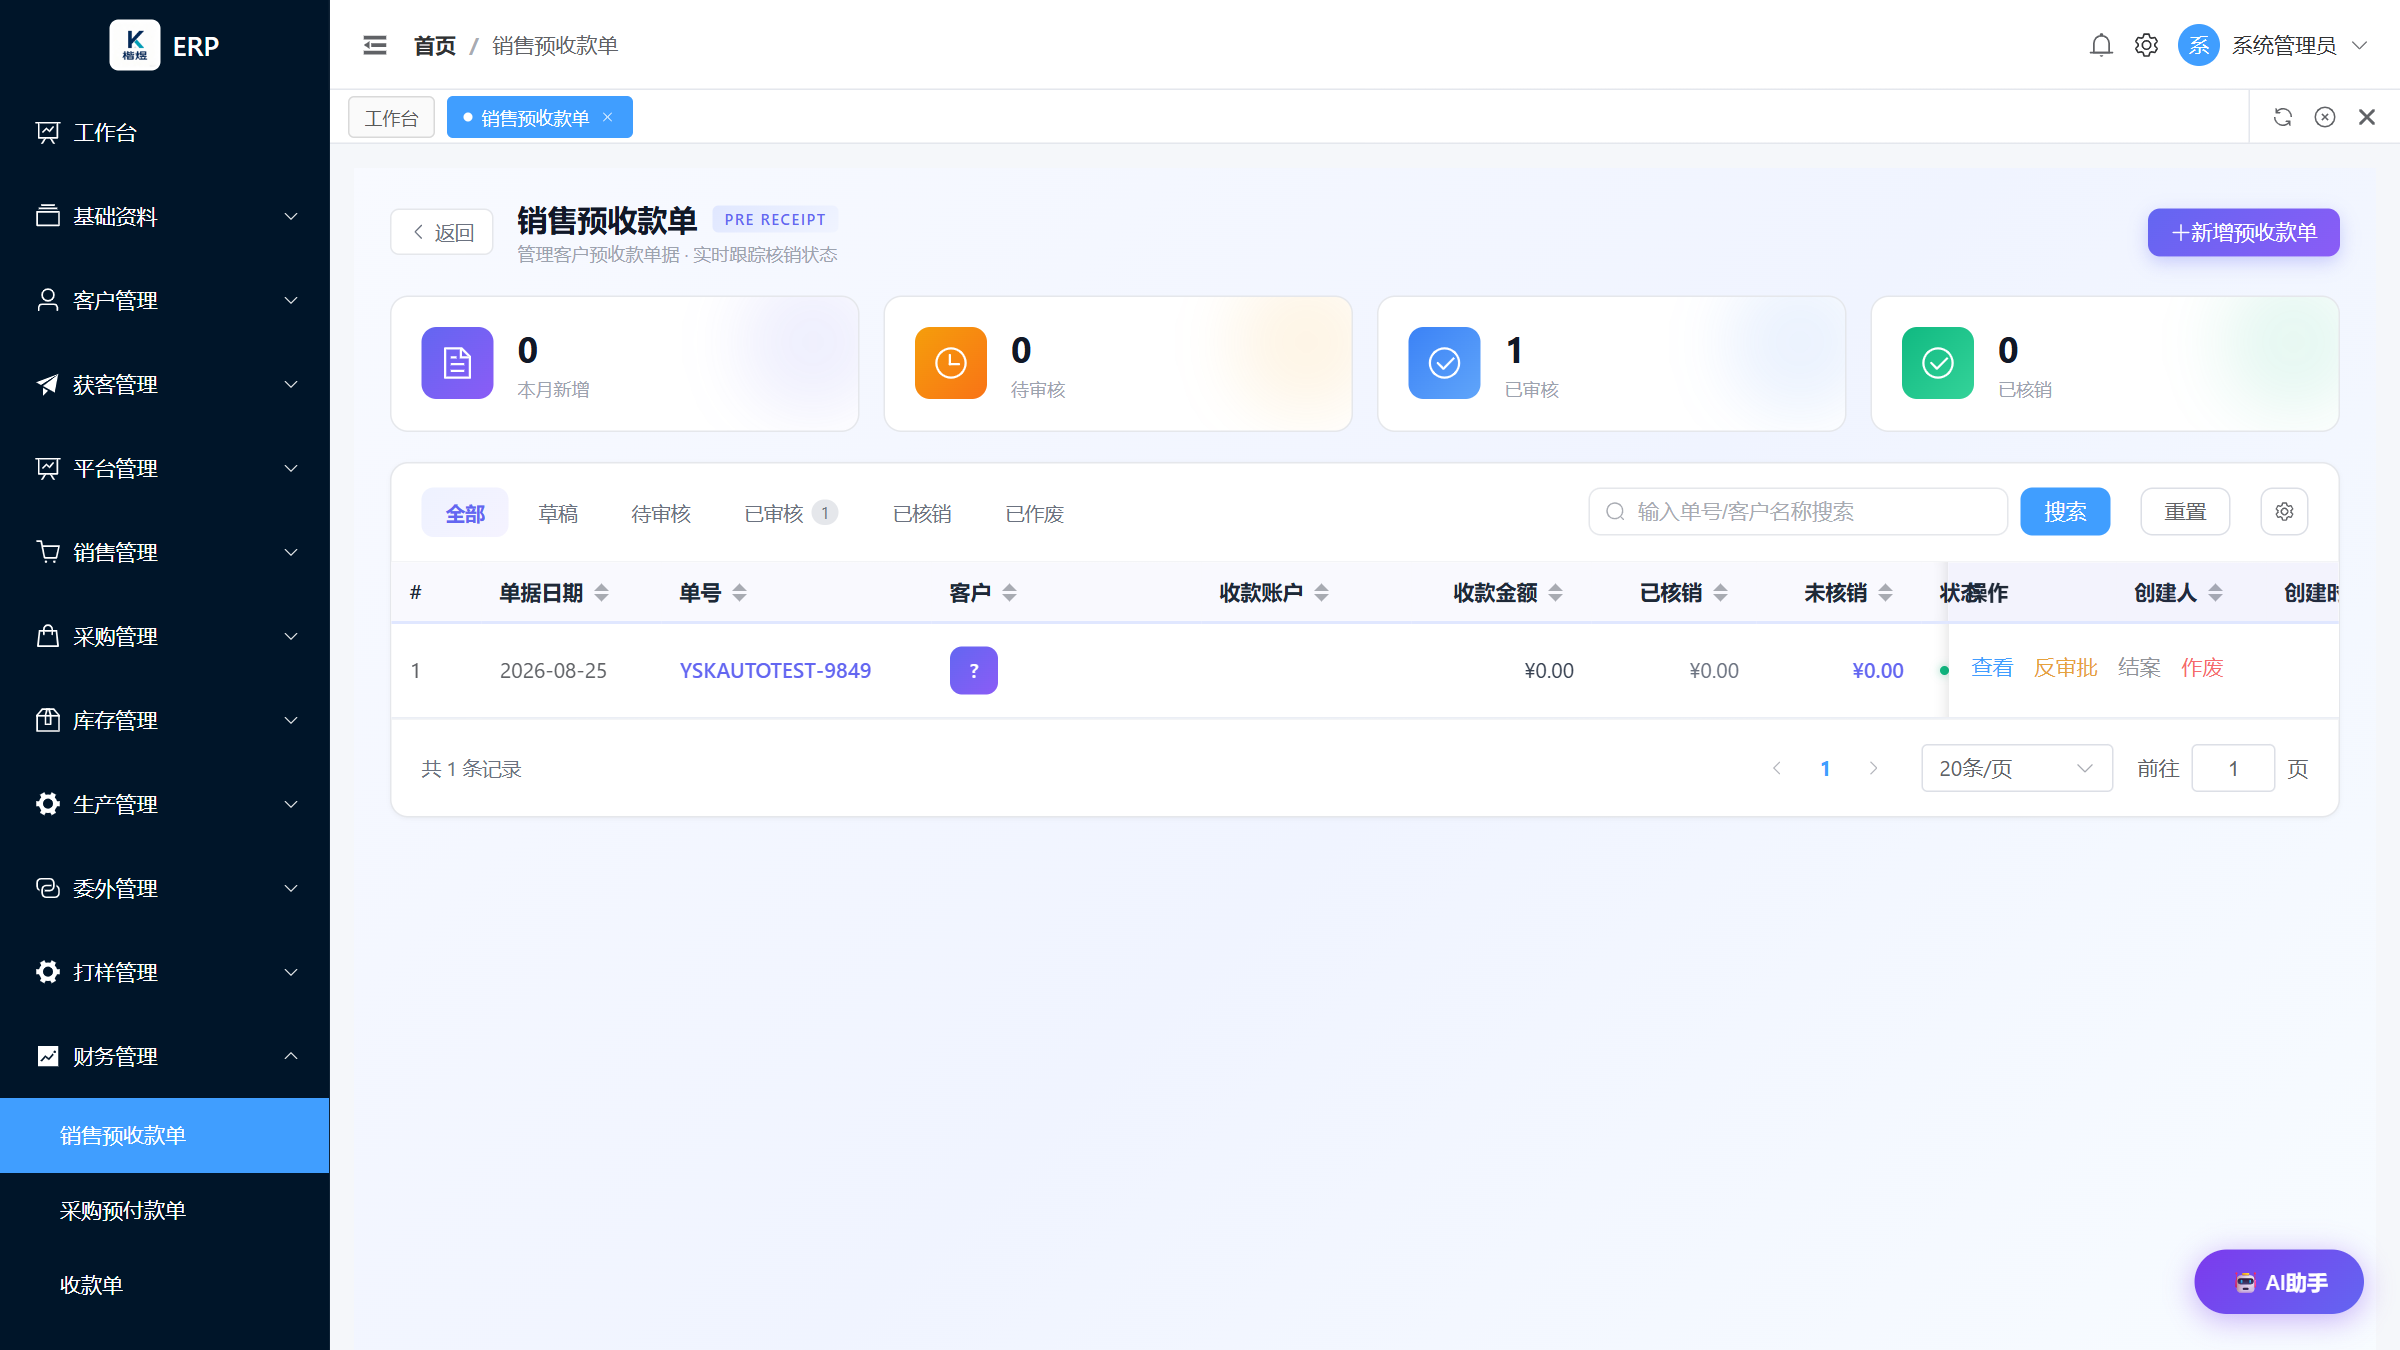 K
楷煜
ERP
工作台
基础资料
客户管理
获客管理
平台管理
销售管理
采购管理
库存管理
生产管理
委外管理
打样管理
财务管理
销售预收款单
采购预付款单
收款单
首页 / 销售预收款单
系 系统管理员
工作台 销售预收款单
返回
销售预收款单 PRE RECEIPT
管理客户预收款单据 · 实时跟踪核销状态
新增预收款单
0
本月新增
0
待审核
1
已审核
0
已核销
全部 草稿 待审核 已审核 1 已核销 已作废
输入单号/客户名称搜索 搜索 重置
# 单据日期 单号 客户 收款账户 收款金额 已核销 未核销 状态 操作 创建人 创建时
1 2026-08-25 YSKAUTOTEST-9849 ? ¥0.00 ¥0.00 ¥0.00 查看 反审批 结案 作废
共 1 条记录 1 20条/页 前往 1 页
AI助手